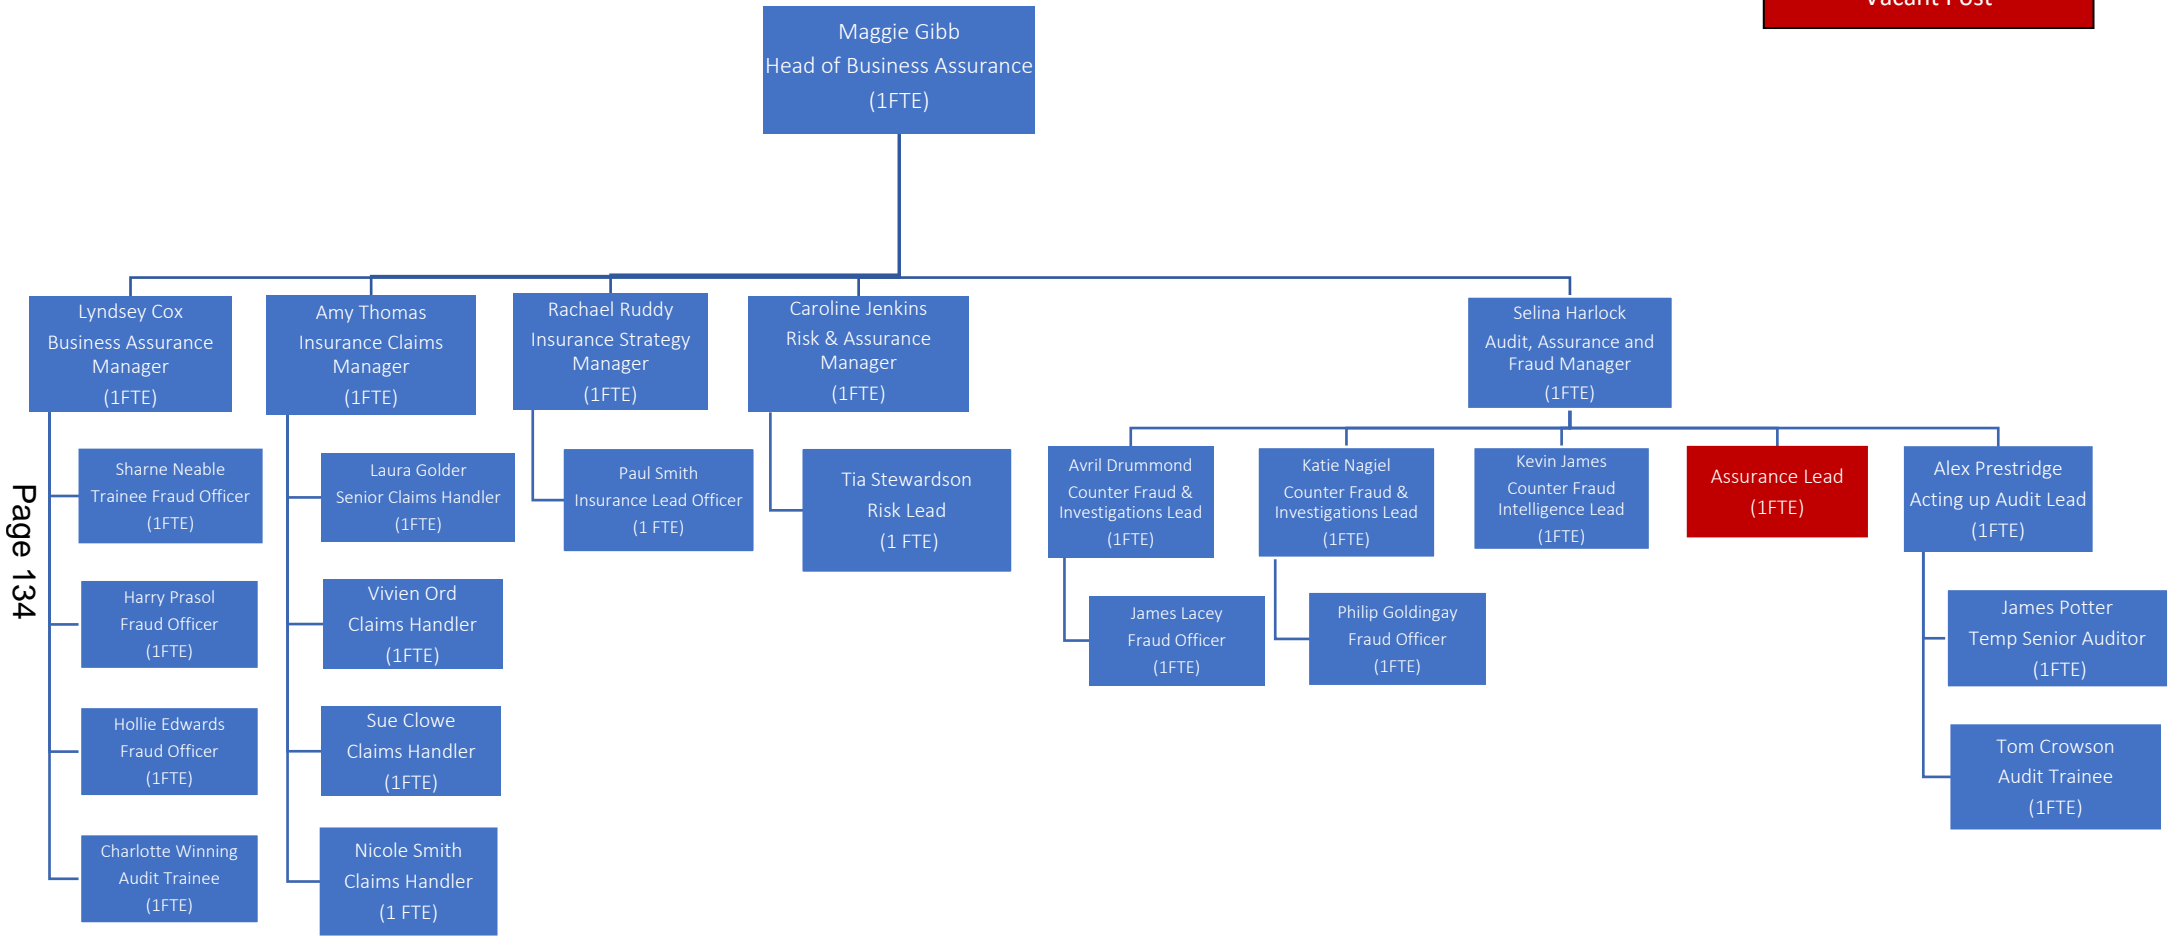 Vacant Post
Maggie Gibb
Head of Business Assurance
(1FTE)
Lyndsey Cox
Business Assurance
Manager
(1FTE)
Amy Thomas
Insurance Claims
Manager
(1FTE)
Rachael Ruddy
Insurance Strategy
Manager
(1FTE)
Caroline Jenkins
Risk & Assurance
Manager
(1FTE)
Selina Harlock
Audit, Assurance and
Fraud Manager
(1FTE)
Sharne Neable
Trainee Fraud Officer
(1FTE)
Harry Prasol
Fraud Officer
(1FTE)
Hollie Edwards
Fraud Officer
(1FTE)
Charlotte Winning
Audit Trainee
(1FTE)
Laura Golder
Senior Claims Handler
(1FTE)
Vivien Ord
Claims Handler
(1FTE)
Sue Clowe
Claims Handler
(1FTE)
Nicole Smith
Claims Handler
(1 FTE)
Paul Smith
Insurance Lead Officer
(1 FTE)
Tia Stewardson
Risk Lead
(1 FTE)
Avril Drummond
Counter Fraud &
Investigations Lead
(1FTE)
James Lacey
Fraud Officer
(1FTE)
Katie Nagiel
Counter Fraud &
Investigations Lead
(1FTE)
Philip Goldingay
Fraud Officer
(1FTE)
Kevin James
Counter Fraud
Intelligence Lead
(1FTE)
Assurance Lead
(1FTE)
Alex Prestridge
Acting up Audit Lead
(1FTE)
James Potter
Temp Senior Auditor
(1FTE)
Tom Crowson
Audit Trainee
(1FTE)
Page 134